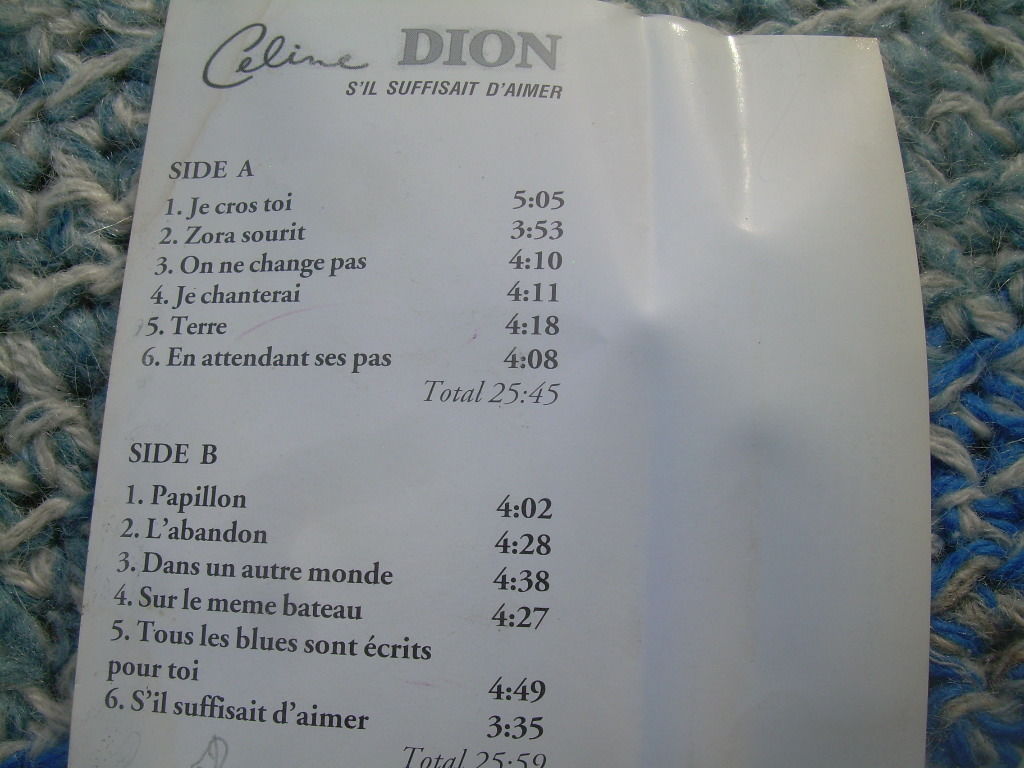 Celine DION
S'IL SUFFISAIT D'AIMER
SIDE A
1. Je cros toi 5:05
2. Zora sourit 3:53
3. On ne change pas 4:10
4. Je chanterai 4:11
5. Terre 4:18
6. En attendant ses pas 4:08
Total 25:45
SIDE B
1. Papillon 4:02
2. L'abandon 4:28
3. Dans un autre monde 4:38
4. Sur le meme bateau 4:27
5. Tous les blues sont écrits
pour toi 4:49
6. S'il suffisait d'aimer 3:35
Total 25:59